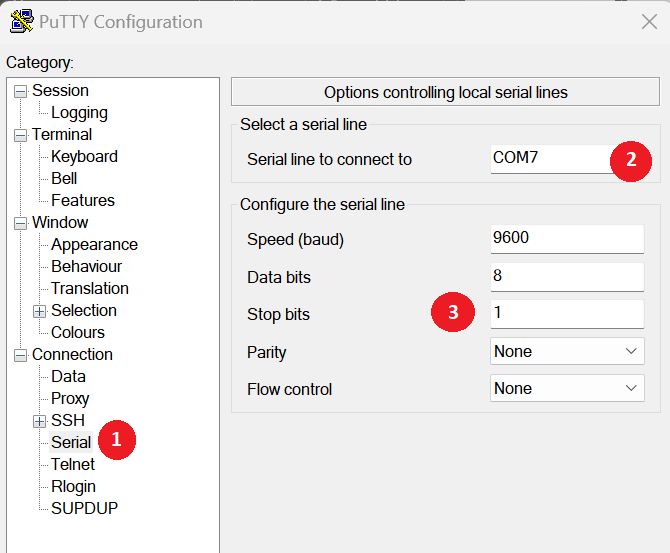 PuTTY Configuration
Category:
Session
Logging
Terminal
Keyboard
Bell
Features
Window
Appearance
Behaviour
Translation
Selection
Colours
Connection
Data
Proxy
SSH
Serial 1
Telnet
Rlogin
SUPDUP
Options controlling local serial lines
Select a serial line
Serial line to connect to COM7 2
Configure the serial line
Speed (baud) 9600
Data bits 8
Stop bits 3 1
Parity None
Flow control None